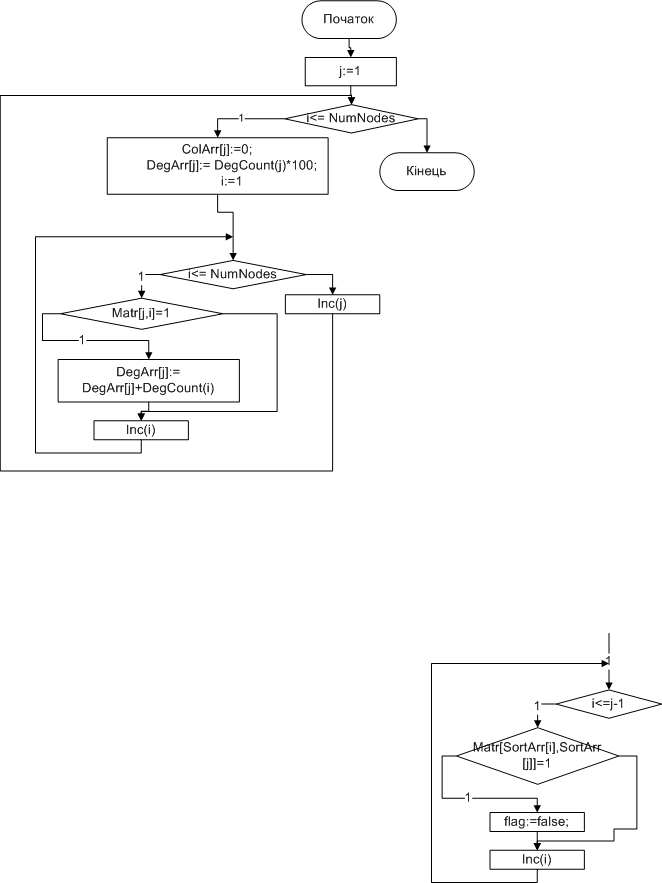 Початок
j:=1
i<= NumNodes
1
ColArr[j]:=0;
DegArr[j]:= DegCount(j)*100;
i:=1
Кінець
i<= NumNodes
1
Inc(j)
Matr[j,i]=1
1
DegArr[j]:=
DegArr[j]+DegCount(i)
Inc(i)
1
i<=j-1
1
Matr[SortArr[i],SortArr
[j]]=1
1
flag:=false;
Inc(i)